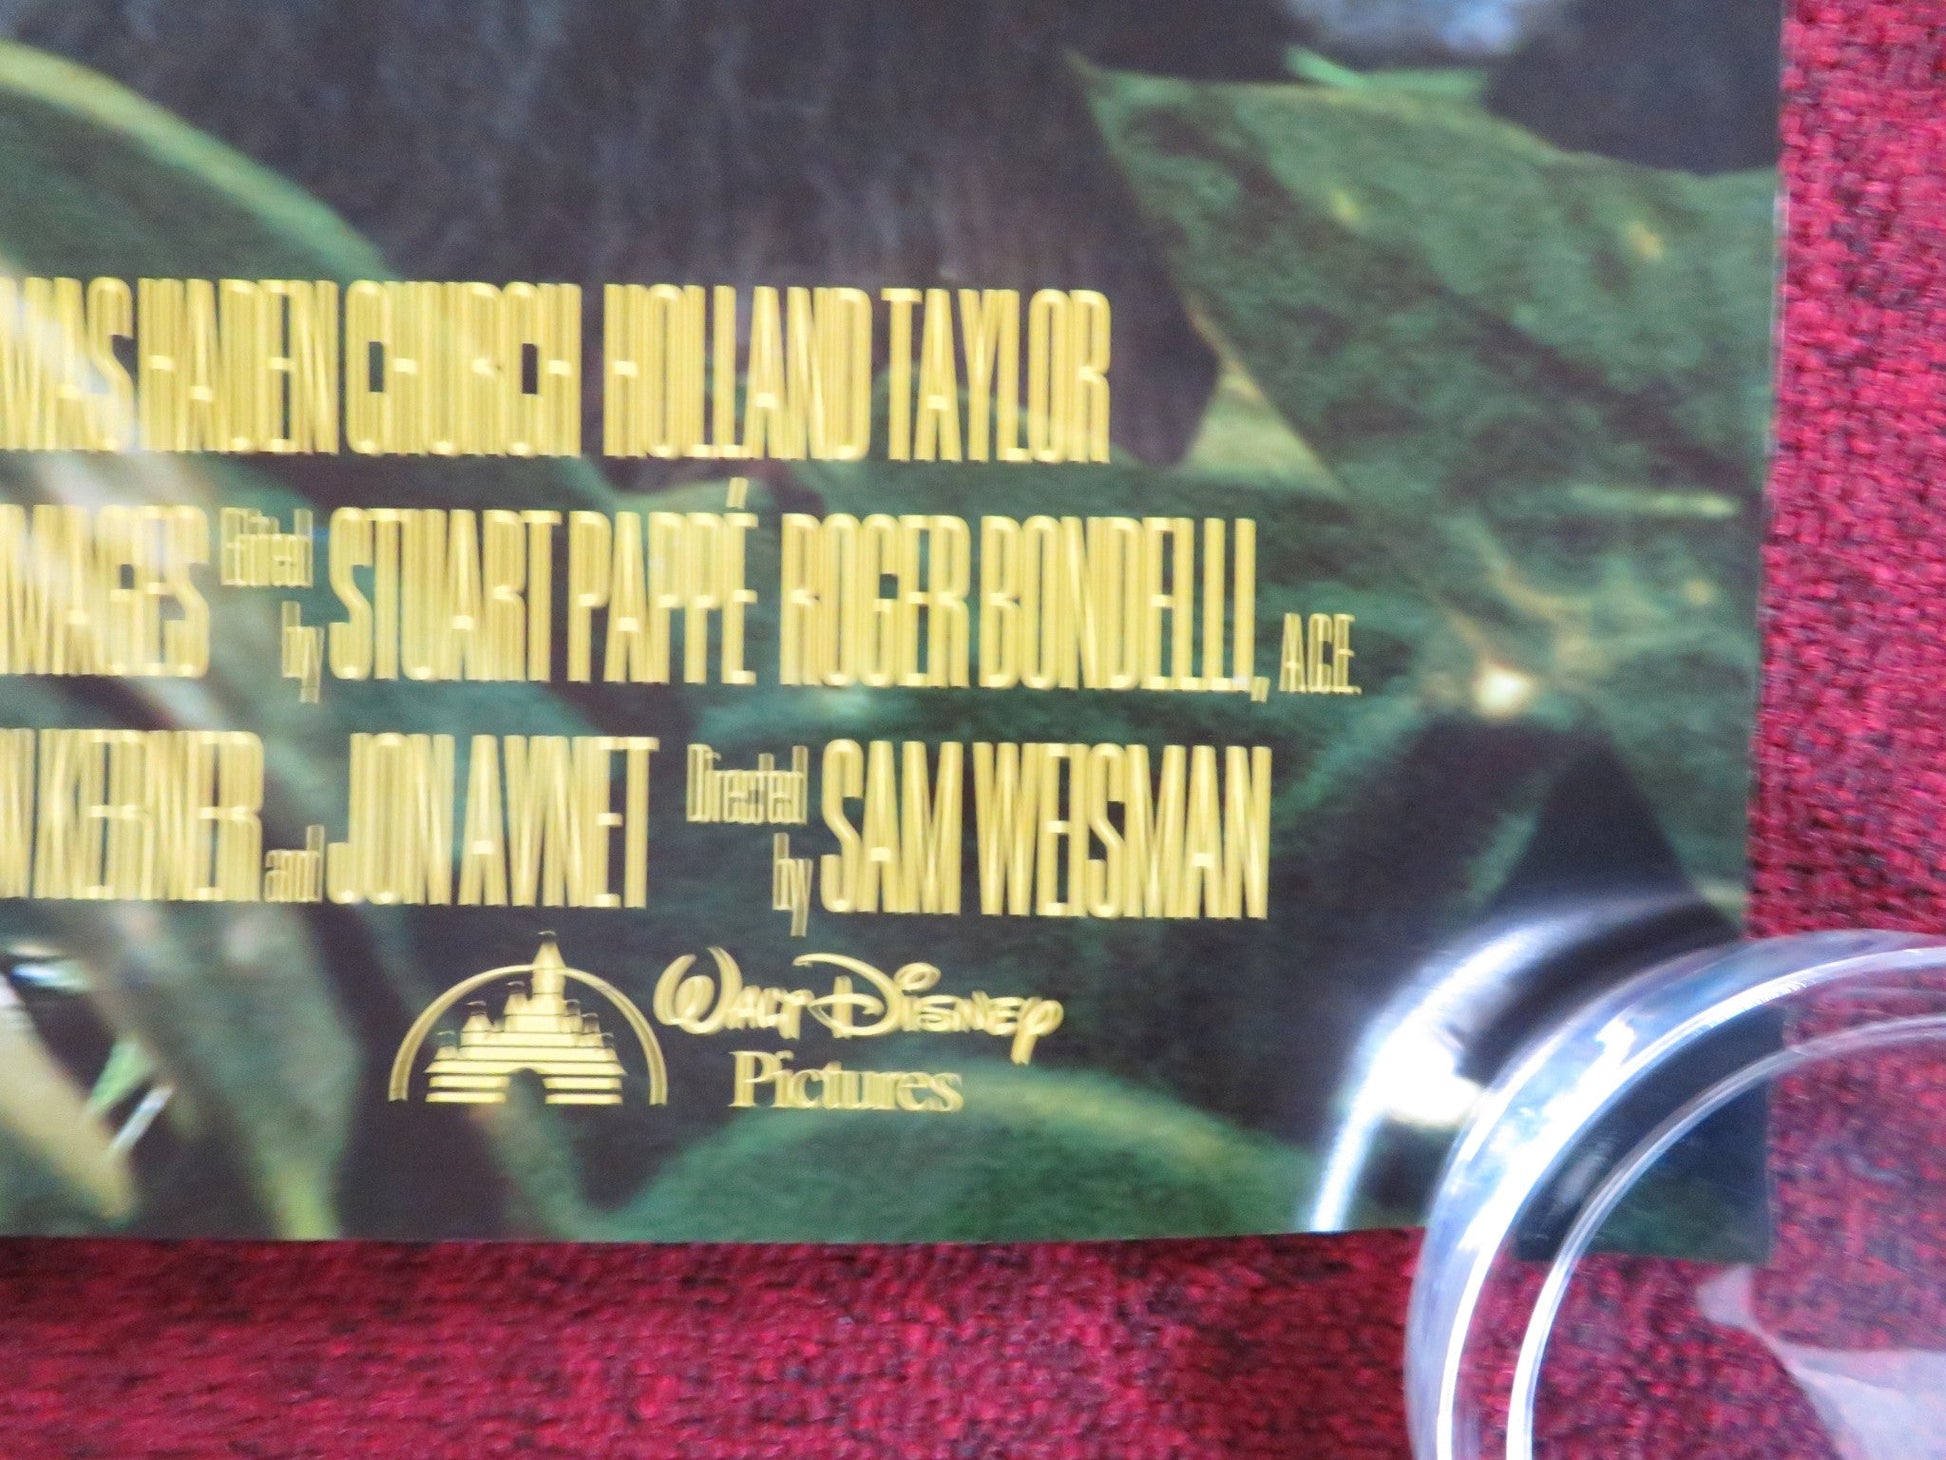 MAS HADEN CHURCH HOLLAND TAYLOR
MAGES Edited by STUART PAPPÉ ROGER BONDELLI, A.C.E.
KERNER and JON AVNET Directed by SAM WEISMAN
WALT DISNEY
Pictures